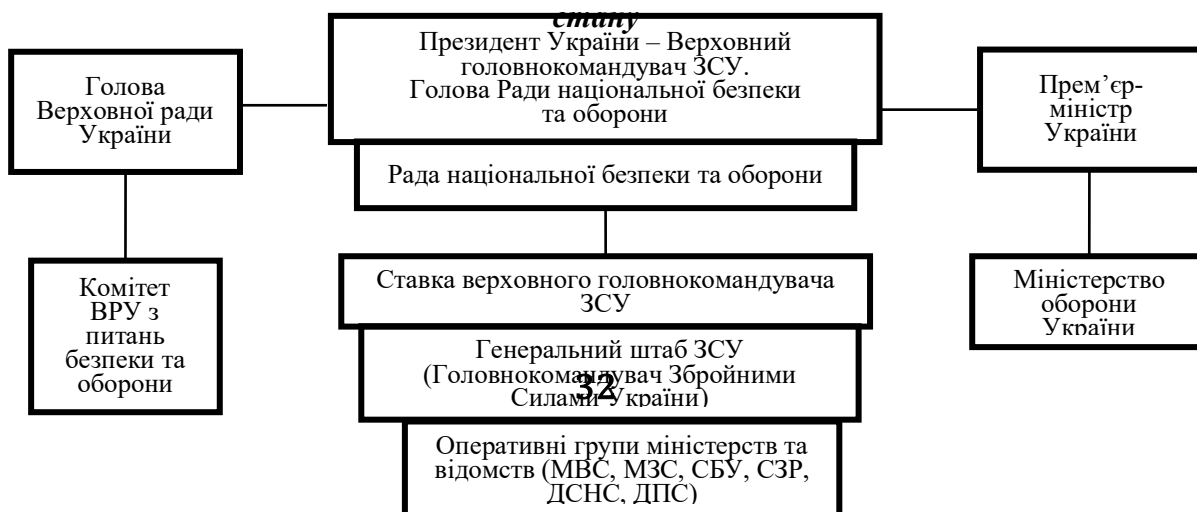 стану
Президент України – Верховний
головнокомандувач ЗСУ.
Голова Ради національної безпеки
та оборони
Голова
Верховної ради
України
Прем’єр-
міністр
України
Рада національної безпеки та оборони
Ставка верховного головнокомандувача
ЗСУ
Комітет
ВРУ з
питань
безпеки та
оборони
Міністерство
оборони
України
Генеральний штаб ЗСУ
(Головнокомандувач Збройними
Силами України)
32
Оперативні групи міністерств та
відомств (МВС, МЗС, СБУ, СЗР,
ДСНС, ДПС)